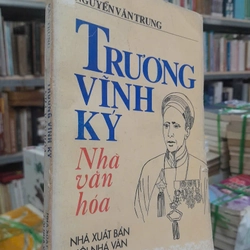 NGUYỄN VĂN TRUNG
TRƯƠNG
VĨNH
KÝ
Nhà
văn
hóa
NHÀ XUẤT BẢN
HỘI NHÀ VĂN